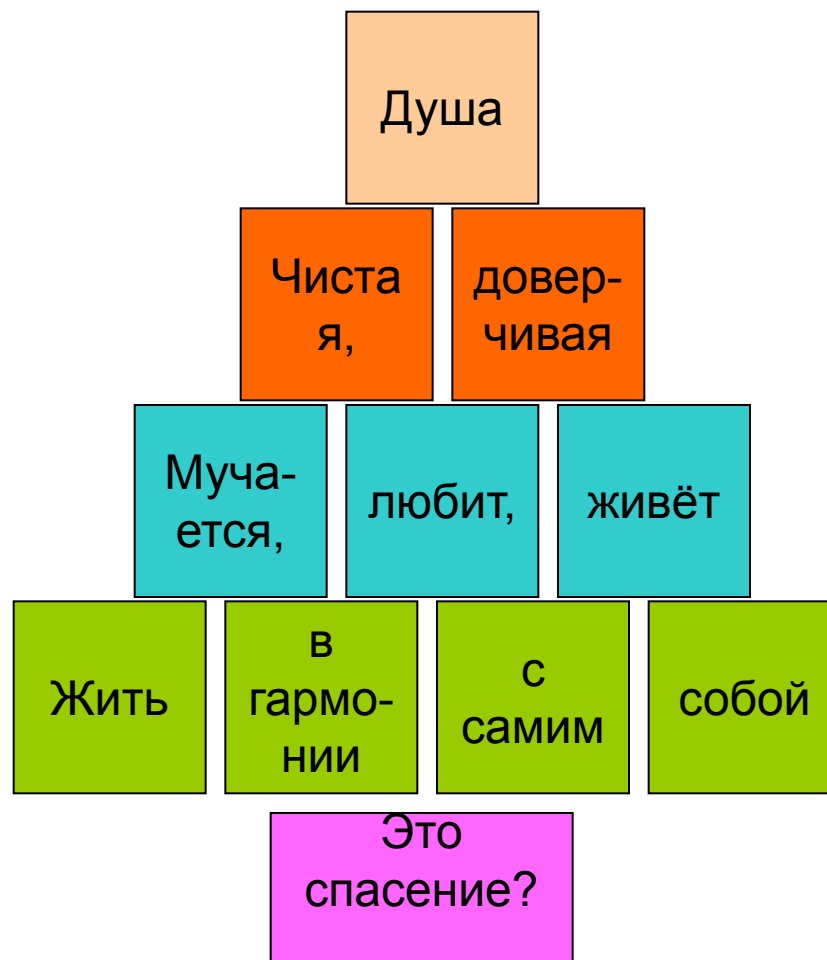 Душа
Чиста
я,
довер-
чивая
Муча-
ется,
любит,
живёт
Жить
в
гармо-
нии
с
самим
собой
Это
спасение?